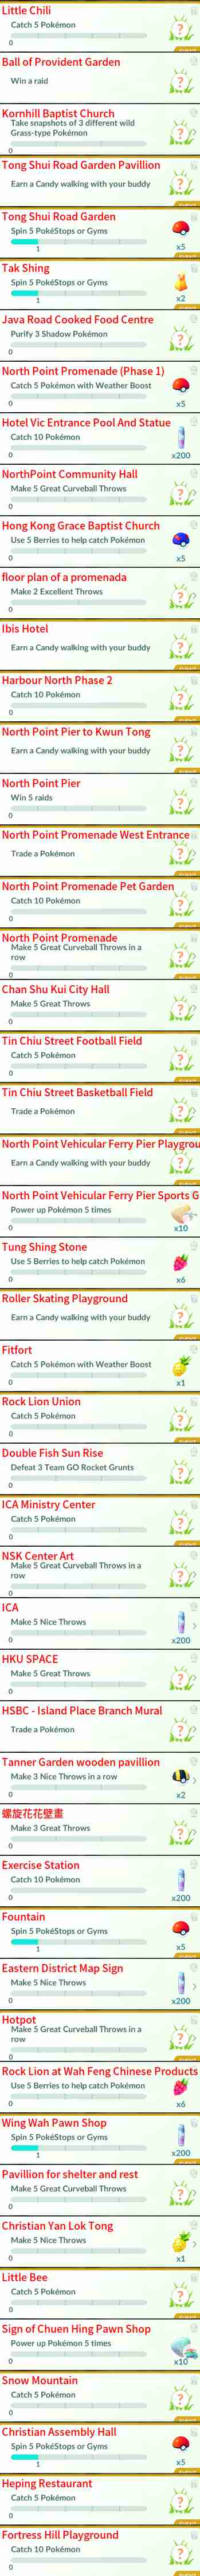 Little Chili
Catch 5 Pokémon
0
Ball of Provident Garden
Win a raid
Kornhill Baptist Church
Take snapshots of 3 different wild
Grass-type Pokémon
0
Tong Shui Road Garden Pavillion
Earn a Candy walking with your buddy
Tong Shui Road Garden
Spin 5 PokéStops or Gyms
1
x5
Tak Shing
Spin 5 PokéStops or Gyms
1
x2
Java Road Cooked Food Centre
Purify 3 Shadow Pokémon
0
North Point Promenade (Phase 1)
Catch 5 Pokémon with Weather Boost
0
x5
Hotel Vic Entrance Pool And Statue
Catch 10 Pokémon
0
x200
NorthPoint Community Hall
Make 5 Great Curveball Throws
0
Hong Kong Grace Baptist Church
Use 5 Berries to help catch Pokémon
0
x5
floor plan of a promenada
Make 2 Excellent Throws
0
Ibis Hotel
Earn a Candy walking with your buddy
Harbour North Phase 2
Catch 10 Pokémon
0
North Point Pier to Kwun Tong
Earn a Candy walking with your buddy
North Point Pier
Win 5 raids
0
North Point Promenade West Entrance
Trade a Pokémon
North Point Promenade Pet Garden
Catch 10 Pokémon
0
North Point Promenade
Make 5 Great Curveball Throws in a
row
0
Chan Shu Kui City Hall
Make 5 Great Throws
0
Tin Chiu Street Football Field
Catch 5 Pokémon
0
Tin Chiu Street Basketball Field
Trade a Pokémon
North Point Vehicular Ferry Pier Playgrou
Earn a Candy walking with your buddy
North Point Vehicular Ferry Pier Sports G
Power up Pokémon 5 times
0
x10
Tung Shing Stone
Use 5 Berries to help catch Pokémon
0
x6
Roller Skating Playground
Earn a Candy walking with your buddy
Fitfort
Catch 5 Pokémon with Weather Boost
0
x1
Rock Lion Union
Catch 5 Pokémon
0
Double Fish Sun Rise
Defeat 3 Team GO Rocket Grunts
0
ICA Ministry Center
Catch 5 Pokémon
0
NSK Center Art
Make 5 Great Curveball Throws in a
row
0
ICA
Make 5 Nice Throws
0
x200
HKU SPACE
Make 5 Great Throws
0
HSBC - Island Place Branch Mural
Trade a Pokémon
Tanner Garden wooden pavillion
Make 3 Nice Throws in a row
0
x2
螺旋花花壁畫
Make 3 Great Throws
0
Exercise Station
Catch 10 Pokémon
0
x200
Fountain
Spin 5 PokéStops or Gyms
1
x5
Eastern District Map Sign
Make 5 Nice Throws
0
x200
Hotpot
Make 5 Great Curveball Throws in a
row
0
Rock Lion at Wah Feng Chinese Products
Use 5 Berries to help catch Pokémon
0
x6
Wing Wah Pawn Shop
Spin 5 PokéStops or Gyms
1
x200
Pavillion for shelter and rest
Make 5 Great Curveball Throws
0
Christian Yan Lok Tong
Make 5 Nice Throws
0
x1
Little Bee
Catch 5 Pokémon
0
Sign of Chuen Hing Pawn Shop
Power up Pokémon 5 times
0
x10
Snow Mountain
Catch 5 Pokémon
0
Christian Assembly Hall
Spin 5 PokéStops or Gyms
1
x5
Heping Restaurant
Catch 5 Pokémon
0
Fortress Hill Playground
Catch 10 Pokémon
0